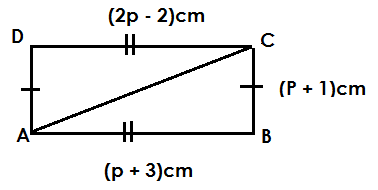 (2p - 2)cm
D
C
(P + 1)cm
A
B
(p + 3)cm